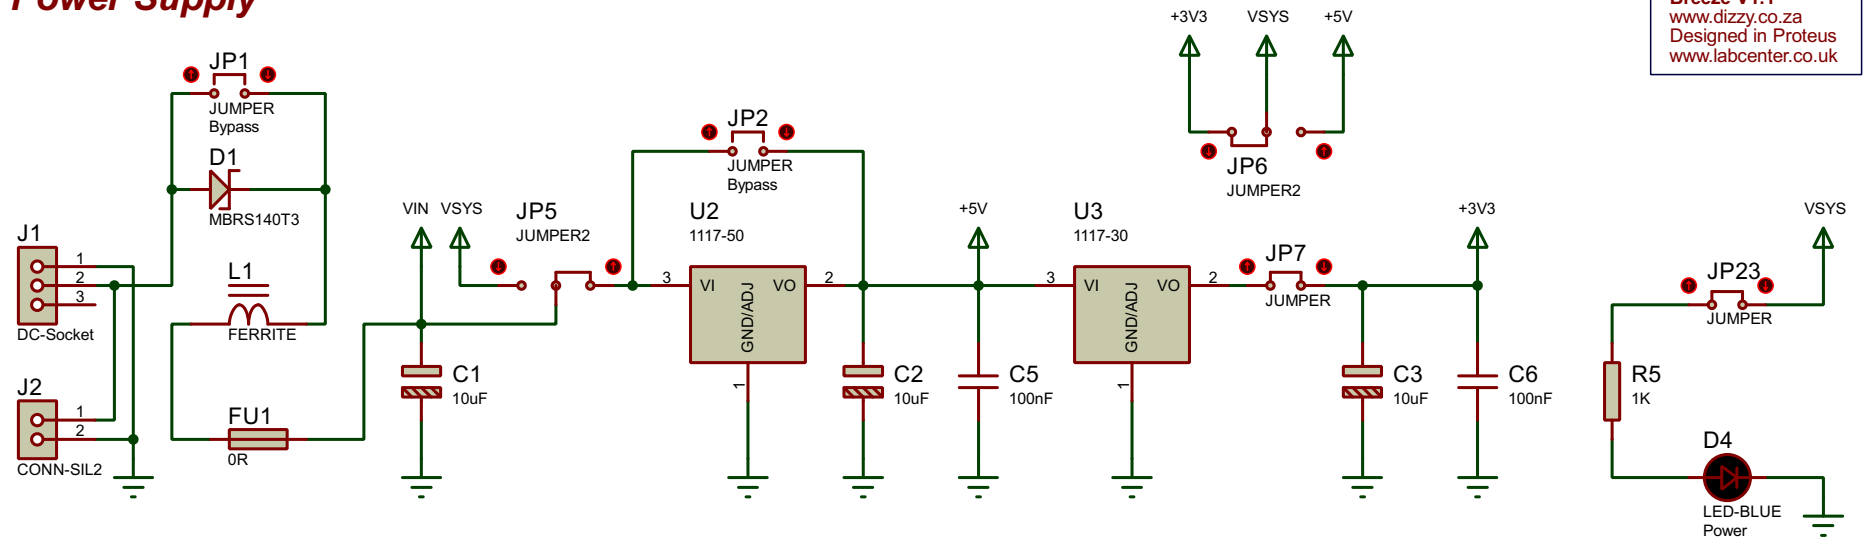 Power Supply
Breeze V1.1
www.dizzy.co.za
Designed in Proteus
www.labcenter.co.uk
+3V3
VSYS
+5V
JP1
JUMPER
Bypass
D1
MBRS140T3
JP2
JUMPER
Bypass
JP6
JUMPER2
J1
1
2
3
DC-Socket
L1
FERRITE
VIN
VSYS
JP5
JUMPER2
U2
1117-50
3
VI
VO
2
GND/ADJ
1
+5V
U3
1117-30
3
VI
VO
2
GND/ADJ
1
JP7
JUMPER
+3V3
VSYS
JP23
JUMPER
J2
1
2
CONN-SIL2
FU1
0R
C1
10uF
C2
10uF
C5
100nF
C3
10uF
C6
100nF
R5
1K
D4
LED-BLUE
Power